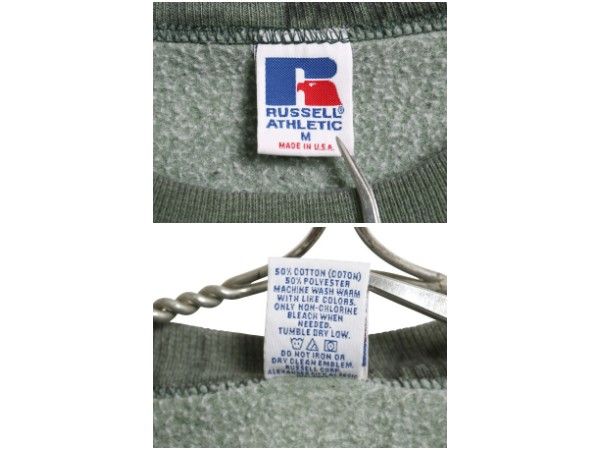 RUSSELL®
ATHLETIC
M
MADE IN U.S.A.
50% COTTON (COTON)
50% POLYESTER
MACHINE WASH WARM
WITH LIKE COLORS.
ONLY NON-CHLORINE
BLEACH WHEN
NEEDED.
TUMBLE DRY LOW.
DO NOT IRON OR
DRY CLEAN EMBLEM.
RUSSELL CORP.